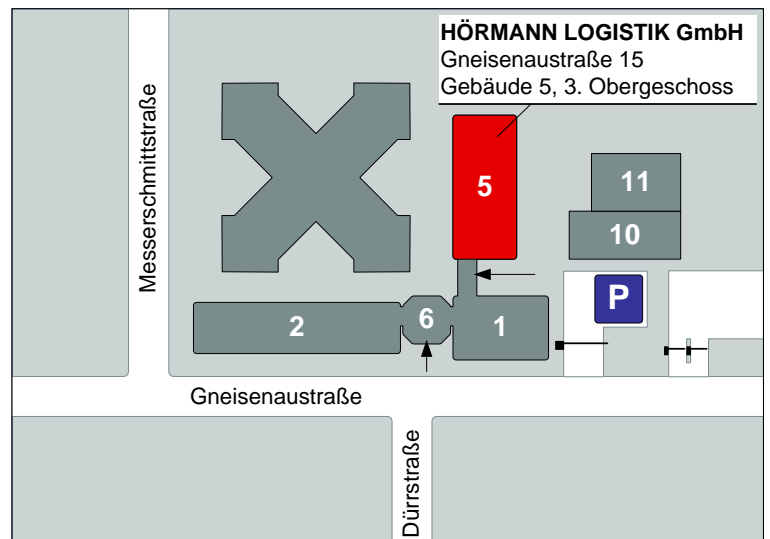 HÖRMANN LOGISTIK GmbH
Gneisenaustraße 15
Gebäude 5, 3. Obergeschoss
Messerschmittstraße
5
11
10
P
2
6
1
Gneisenaustraße
Dürrstraße